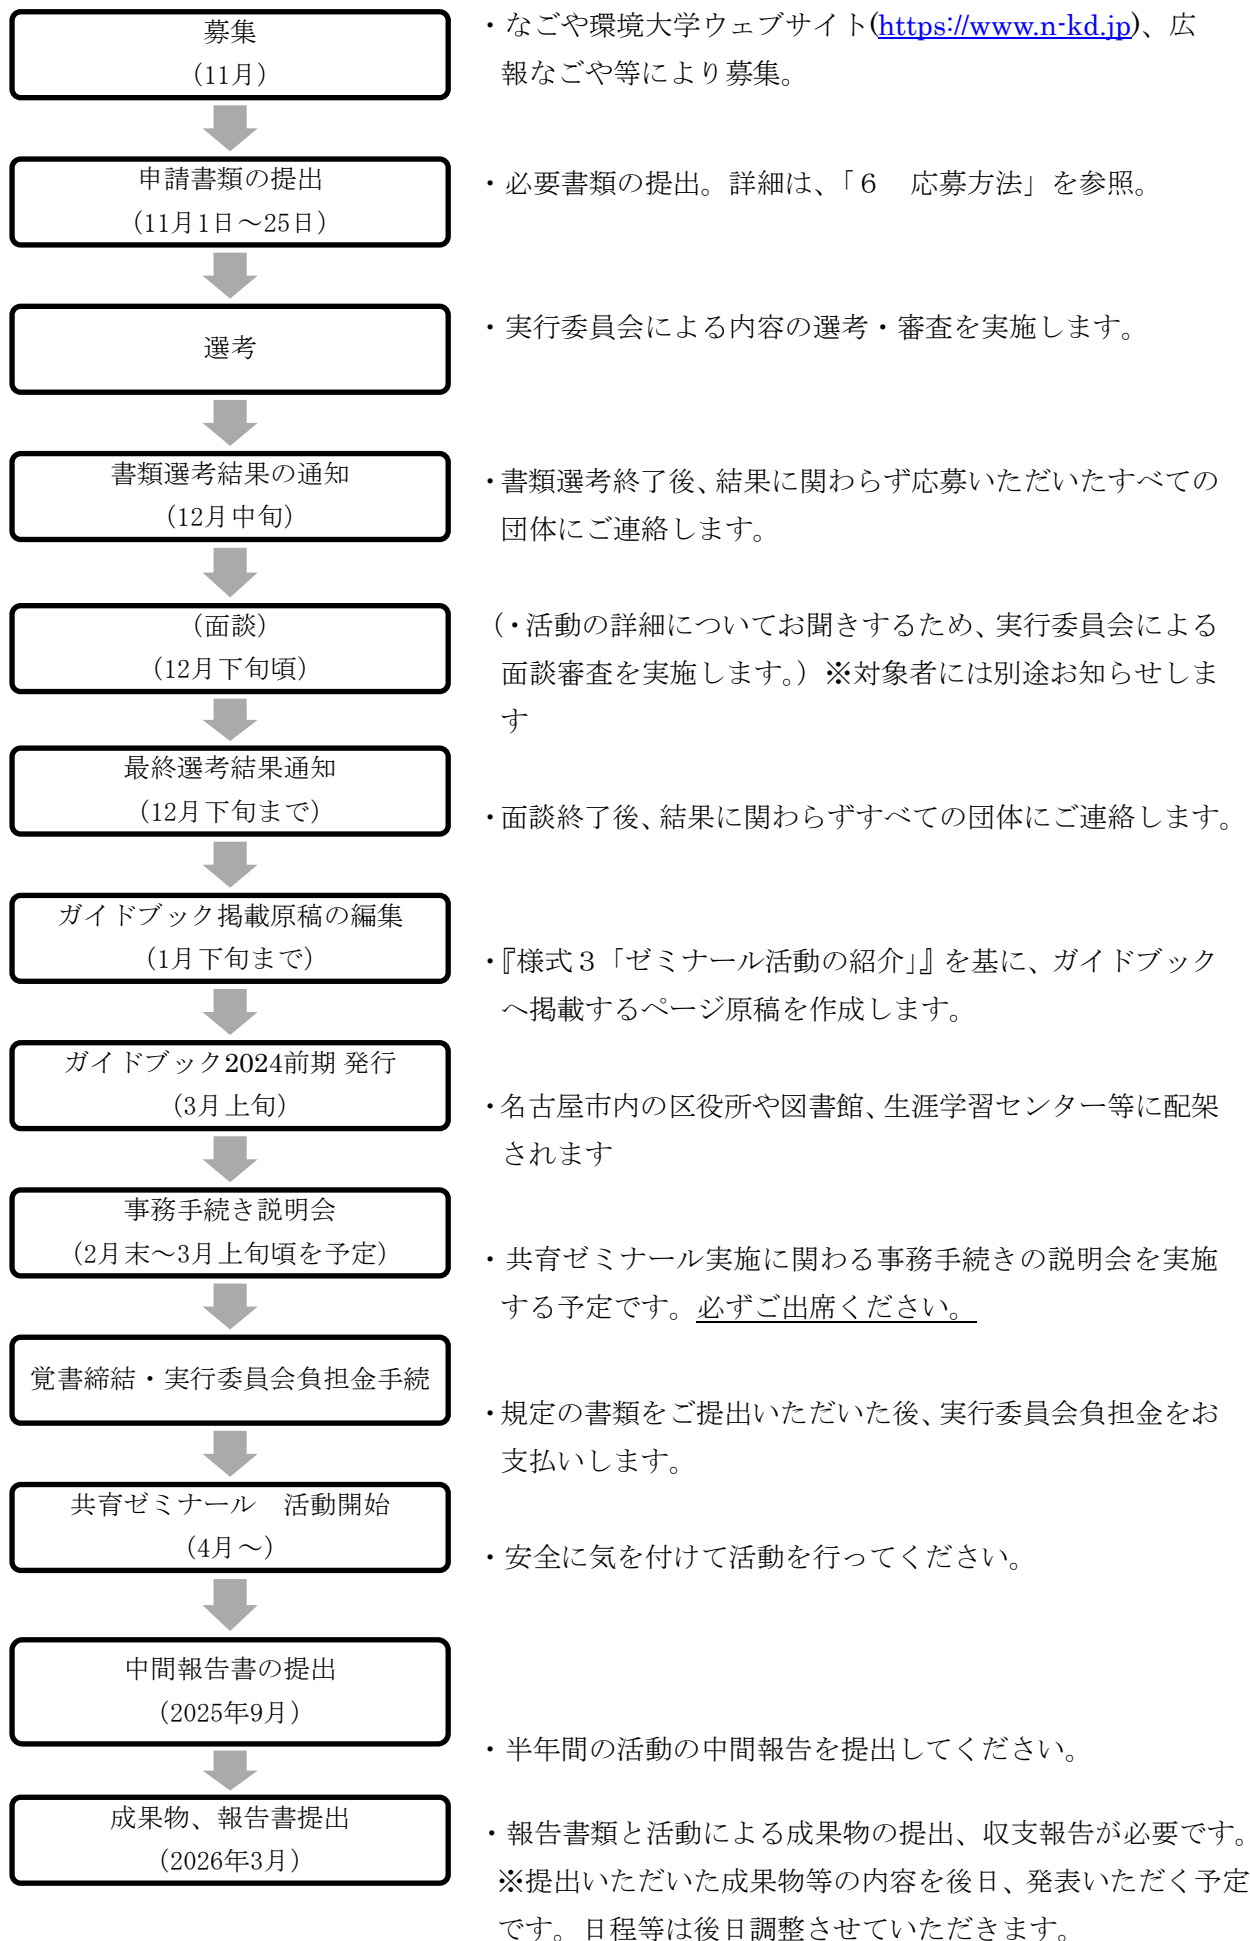 募集
(11月)
・なごや環境大学ウェブサイト(https://www.n-kd.jp)、広
報なごや等により募集。
申請書類の提出
(11月1日～25日)
・必要書類の提出。詳細は、「６　応募方法」を参照。
選考
・実行委員会による内容の選考・審査を実施します。
書類選考結果の通知
(12月中旬)
・書類選考終了後、結果に関わらず応募いただいたすべての
団体にご連絡します。
(面談)
(12月下旬頃)
(・活動の詳細についてお聞きするため、実行委員会による
面談審査を実施します。) ※対象者には別途お知らせしま
す
最終選考結果通知
(12月下旬まで)
・面談終了後、結果に関わらずすべての団体にご連絡します。
ガイドブック掲載原稿の編集
(1月下旬まで)
・『様式３「ゼミナール活動の紹介」』を基に、ガイドブック
へ掲載するページ原稿を作成します。
ガイドブック2024前期 発行
(3月上旬)
・名古屋市内の区役所や図書館、生涯学習センター等に配架
されます
事務手続き説明会
(2月末～3月上旬頃を予定)
・共育ゼミナール実施に関わる事務手続きの説明会を実施
する予定です。必ずご出席ください。
覚書締結・実行委員会負担金手続
・規定の書類をご提出いただいた後、実行委員会負担金をお
支払いします。
共育ゼミナール　活動開始
(4月～)
・安全に気を付けて活動を行ってください。
中間報告書の提出
(2025年9月)
・半年間の活動の中間報告を提出してください。
成果物、報告書提出
(2026年3月)
・報告書類と活動による成果物の提出、収支報告が必要です。
※提出いただいた成果物等の内容を後日、発表いただく予定
です。日程等は後日調整させていただきます。